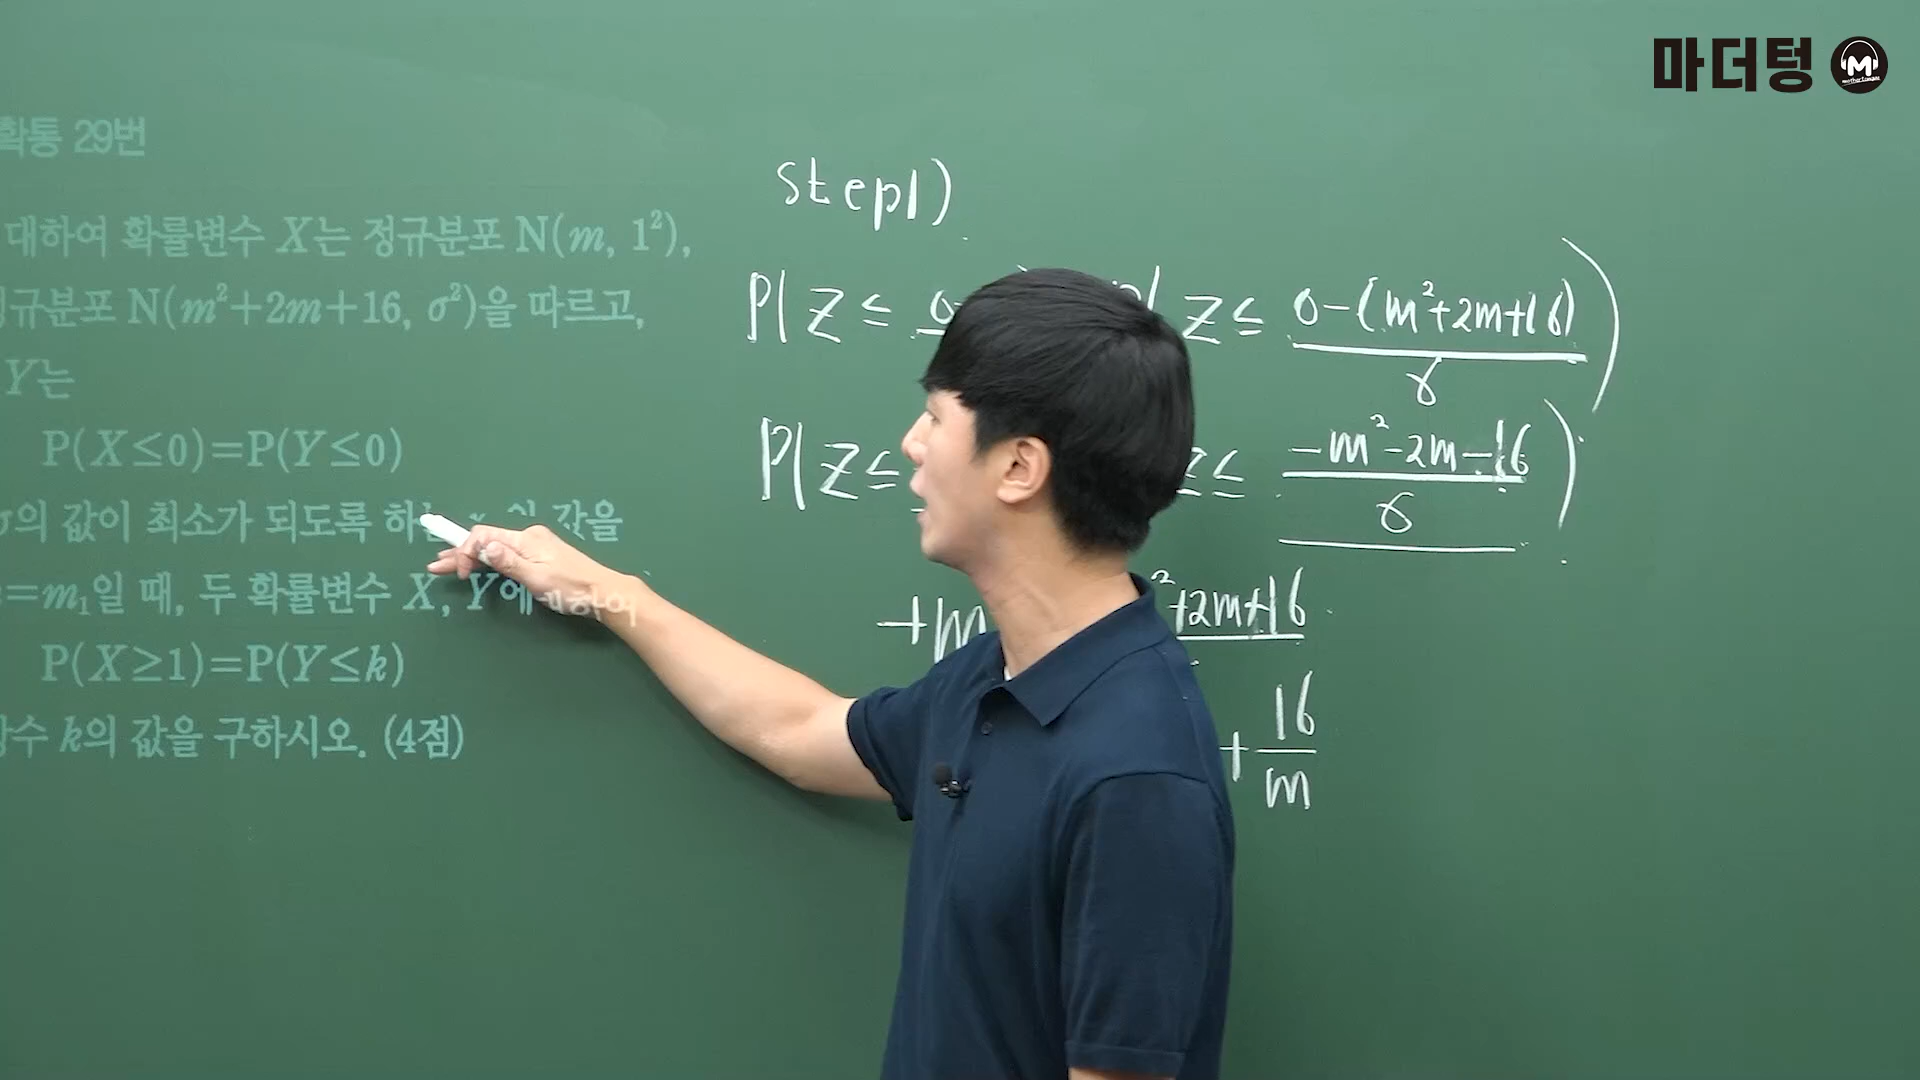 마더텅
확통 29번
대하여 확률변수 X는 정규분포 N(m, 1²),
정규분포 N(m²+2m+16, σ²)을 따르고,
Y는
P(X≤0)=P(Y≤0)
σ의 값이 최소가 되도록 하는 값을
=m₁일 때, 두 확률변수 X, Y에 대하여
P(X≥1)=P(Y≤k)
상수 k의 값을 구하시오. (4점)
step1)
P( Z ≤ 0- P( Z ≤ 0-(m²+2m+16) / σ )
P( Z ≤ Z ≤ -m²-2m-16 / σ )
+m ²+2m+16
+ 16/m